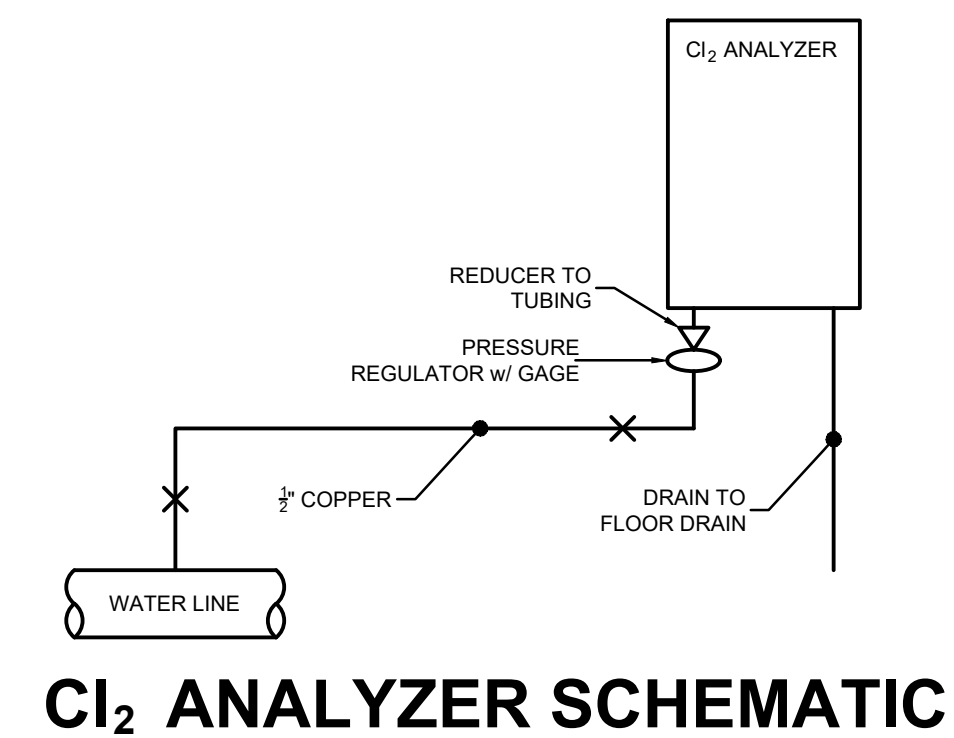 Cl₂ ANALYZER
REDUCER TO
TUBING
PRESSURE
REGULATOR w/ GAGE
½" COPPER
DRAIN TO
FLOOR DRAIN
WATER LINE
Cl₂ ANALYZER SCHEMATIC